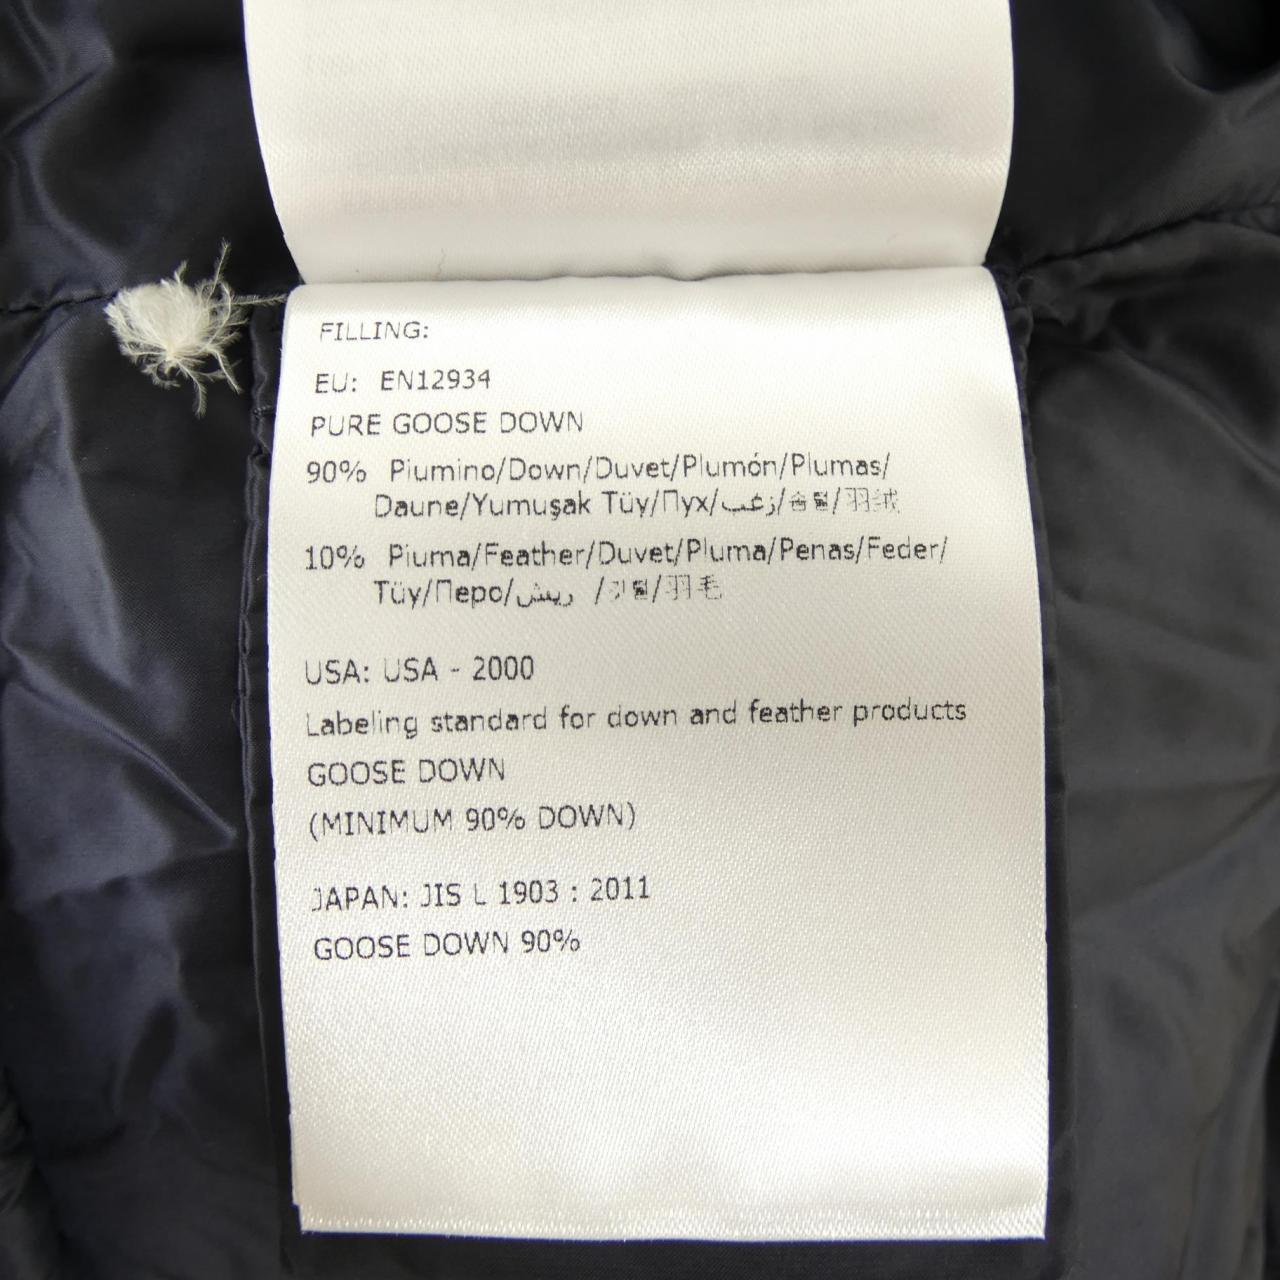 FILLING:
EU: EN12934
PURE GOOSE DOWN
90% Piumino/Down/Duvet/Plumón/Plumas/
Daune/Yumuşak Tüy/Пух/زغب/솜털/羽绒
10% Piuma/Feather/Duvet/Pluma/Penas/Feder/
Tüy/Перо/ريش /깃털/羽毛
USA: USA - 2000
Labeling standard for down and feather products
GOOSE DOWN
(MINIMUM 90% DOWN)
JAPAN: JIS L 1903 : 2011
GOOSE DOWN 90%